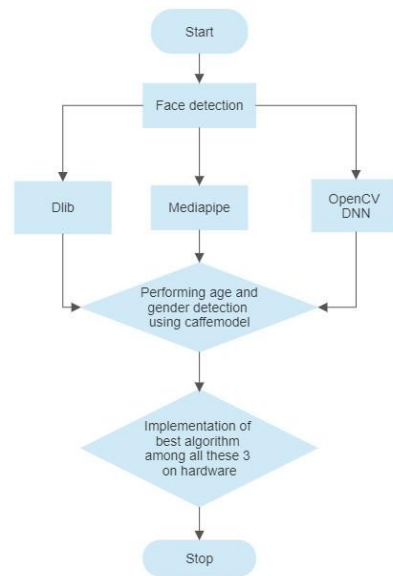 Start
Face detection
Dlib
Mediapipe
OpenCV
DNN
Performing age and
gender detection
using caffemodel
Implementation of
best algorithm
among all these 3
on hardware
Stop